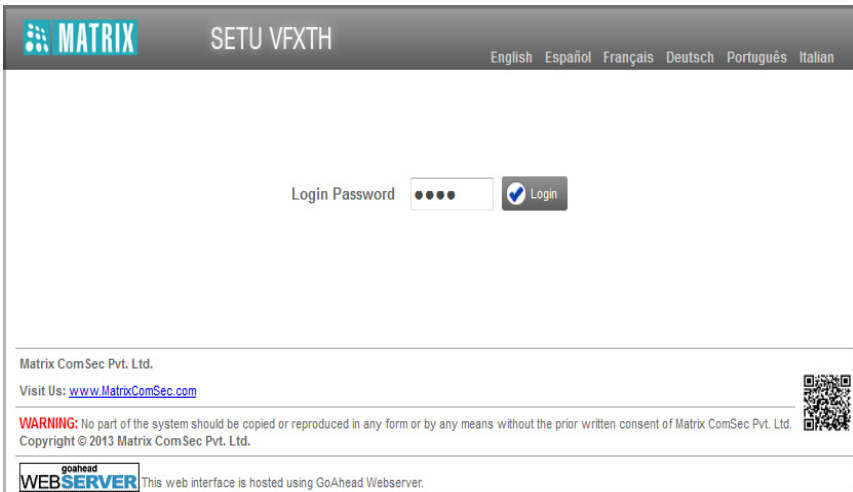 MATRIX SETU VFXTH
English Español Français Deutsch Português Italian
Login Password Login
Matrix ComSec Pvt. Ltd.
Visit Us: www.MatrixComSec.com
WARNING: No part of the system should be copied or reproduced in any form or by any means without the prior written consent of Matrix ComSec Pvt. Ltd.
Copyright © 2013 Matrix ComSec Pvt. Ltd.
goahead
WEBSERVER This web interface is hosted using GoAhead Webserver.